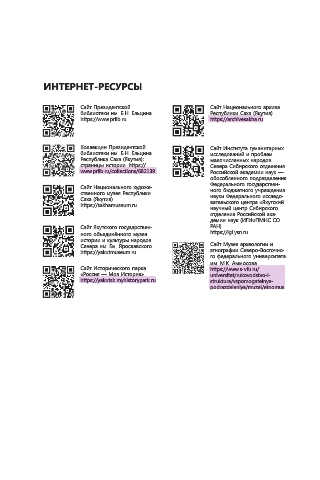 ИНТЕРНЕТ-РЕСУРСЫ
Сайт Президентской
библиотеки им. Б.Н. Ельцина
https://www.prlib.ru
Коллекции Президентской
библиотеки им. Б.Н. Ельцина
Республика Саха (Якутия):
страницы истории https://
www.prlib.ru/collections/682139
Сайт Национального художе-
ственного музея Республики
Саха (Якутия)
https://sakhamuseum.ru
Сайт Якутского государствен-
ного объединённого музея
истории и культуры народов
Севера им. Ем. Ярославского
https://yakutmuseum.ru
Сайт Исторического парка
«Россия — Моя История»
https://yakutsk.myhistorypark.ru
Сайт Национального архива
Республики Саха (Якутия)
https://archivesakha.ru
Сайт Института гуманитарных
исследований и проблем
малочисленных народов
Севера Сибирского отделения
Российской академии наук —
обособленного подразделения
Федерального государствен-
ного бюджетного учреждения
науки Федерального исследо-
вательского центра «Якутский
научный центр Сибирского
отделения Российской ака-
демии наук (ИГИиПМНС СО
РАН)
https://igi.ysn.ru
Сайт Музея археологии и
этнографии Северо-Восточно-
го федерального университета
им. М.К. Аммосова
https://www.s-vfu.ru/
universitet/rukovodstvo-i-
struktura/vspomogatelnye-
podrazdeleniya/muzei/etnomus